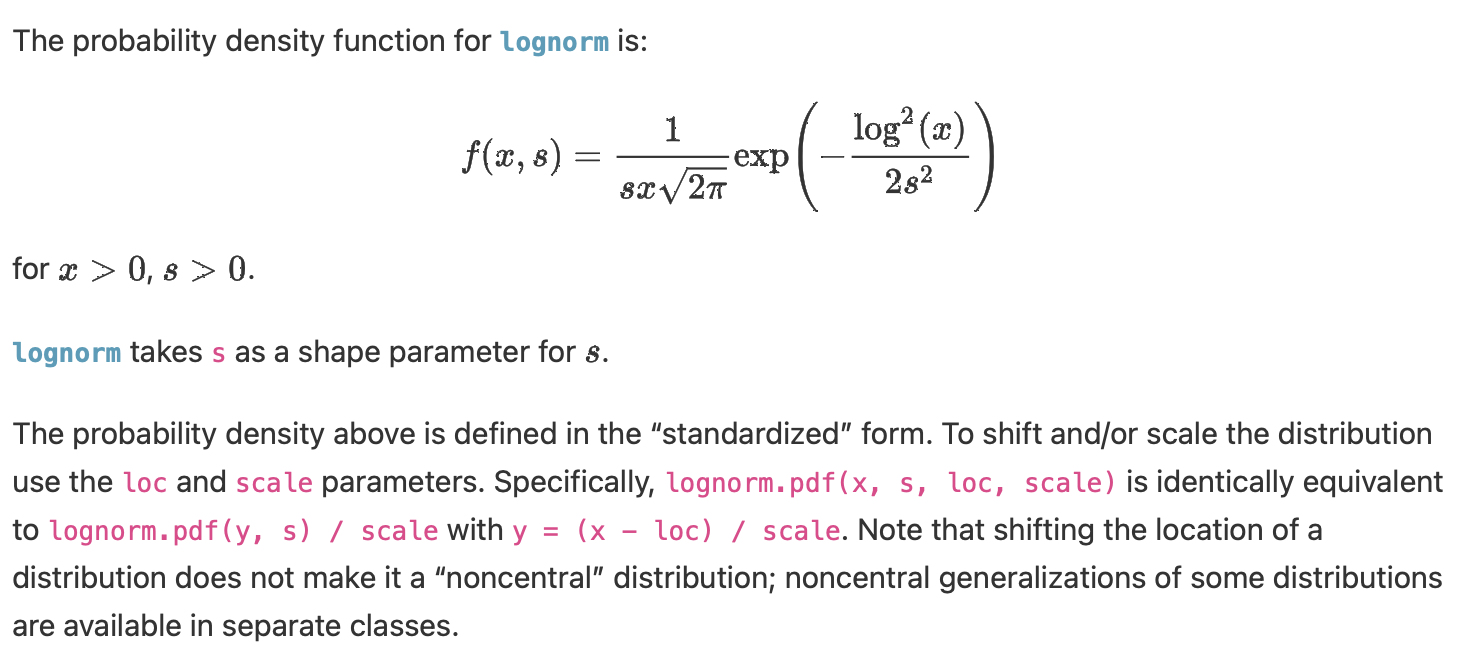 The probability density function for lognorm is:
f(x, s) = \frac{1}{sx\sqrt{2\pi}} \exp\left(-\frac{\log^2(x)}{2s^2}\right)
for x > 0, s > 0.
lognorm takes s as a shape parameter for s.
The probability density above is defined in the “standardized” form. To shift and/or scale the distribution
use the loc and scale parameters. Specifically, lognorm.pdf(x, s, loc, scale) is identically equivalent
to lognorm.pdf(y, s) / scale with y = (x - loc) / scale. Note that shifting the location of a
distribution does not make it a “noncentral” distribution; noncentral generalizations of some distributions
are available in separate classes.